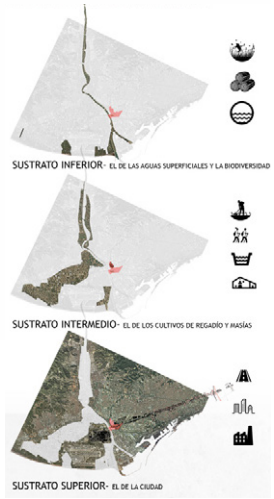 SUSTRATO INFERIOR- EL DE LAS AGUAS SUPERFICIALES Y LA BIODIVERSIDAD
SUSTRATO INTERMEDIO- EL DE LOS CULTIVOS DE REGADÍO Y MASÍAS
SUSTRATO SUPERIOR- EL DE LA CIUDAD